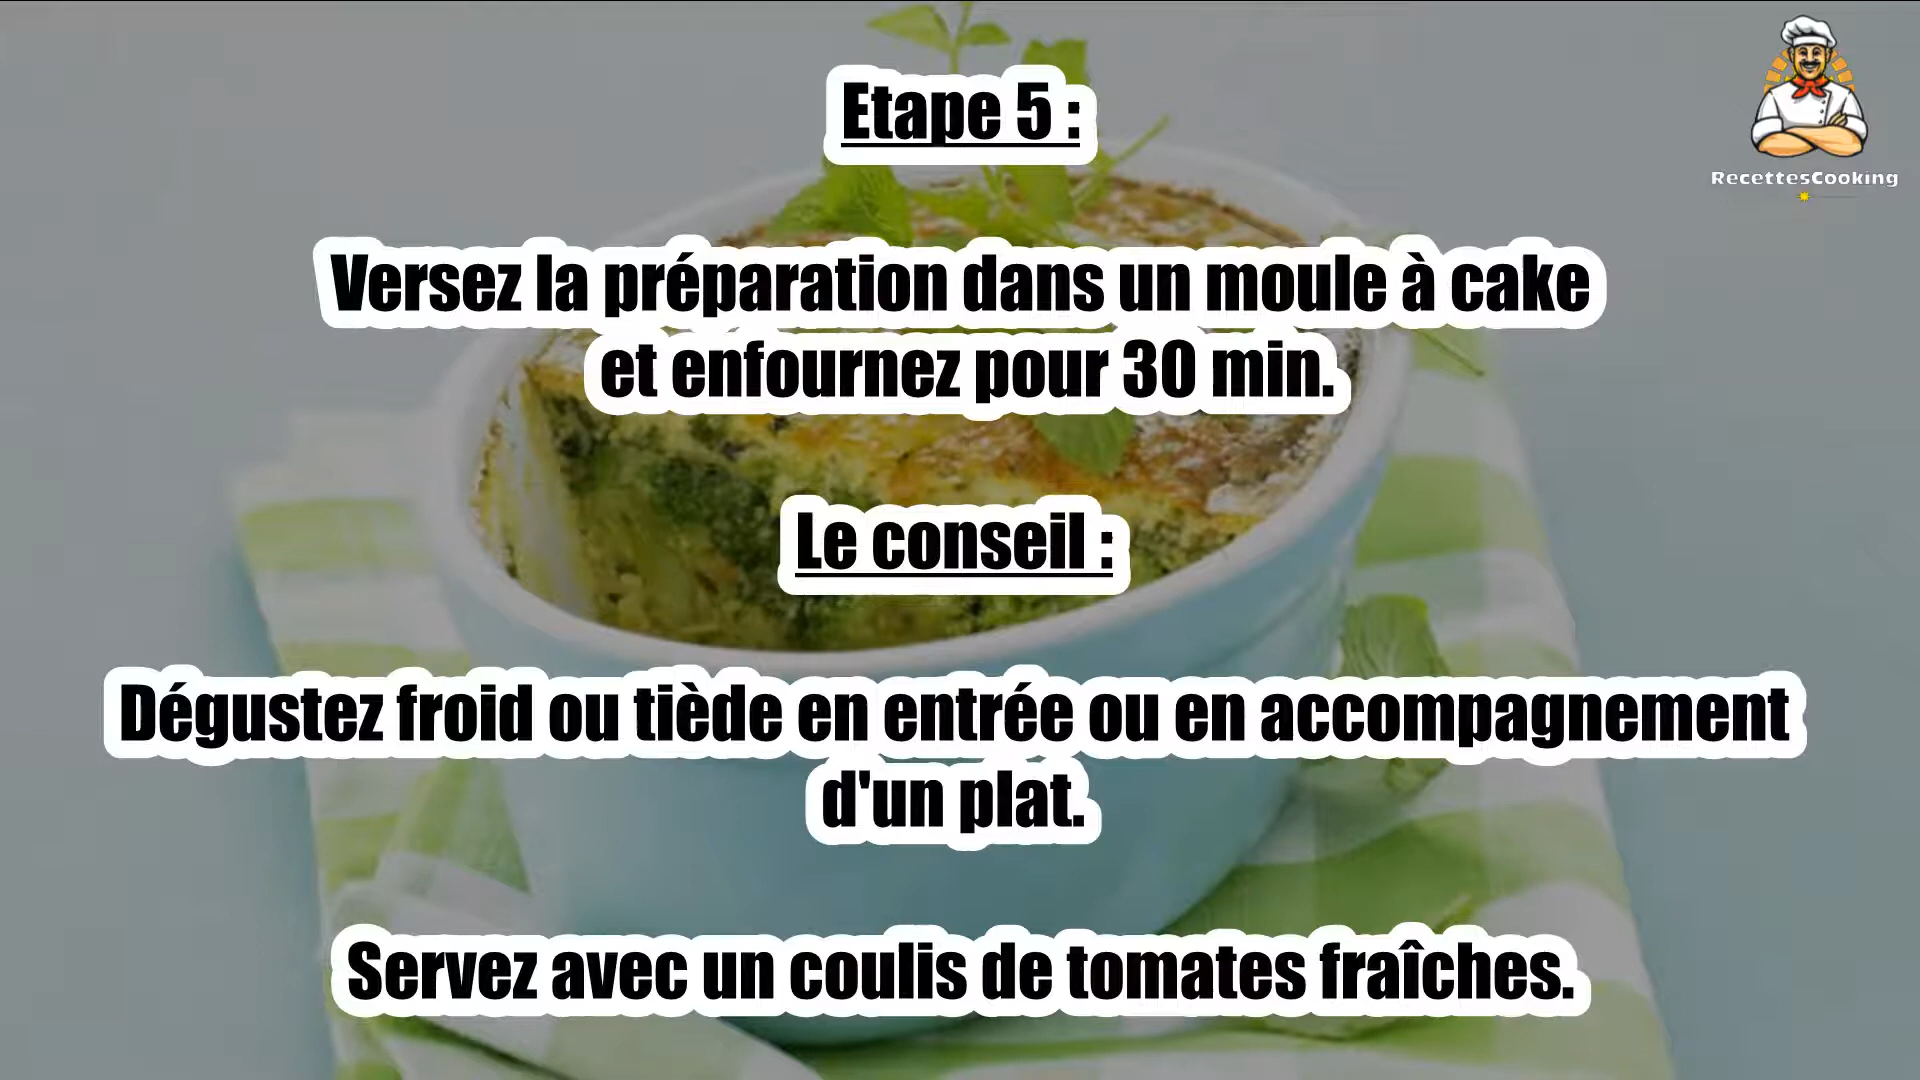 RecettesCooking
Etape 5 :
Versez la préparation dans un moule à cake
et enfournez pour 30 min.
Le conseil :
Dégustez froid ou tiède en entrée ou en accompagnement
d'un plat.
Servez avec un coulis de tomates fraîches.